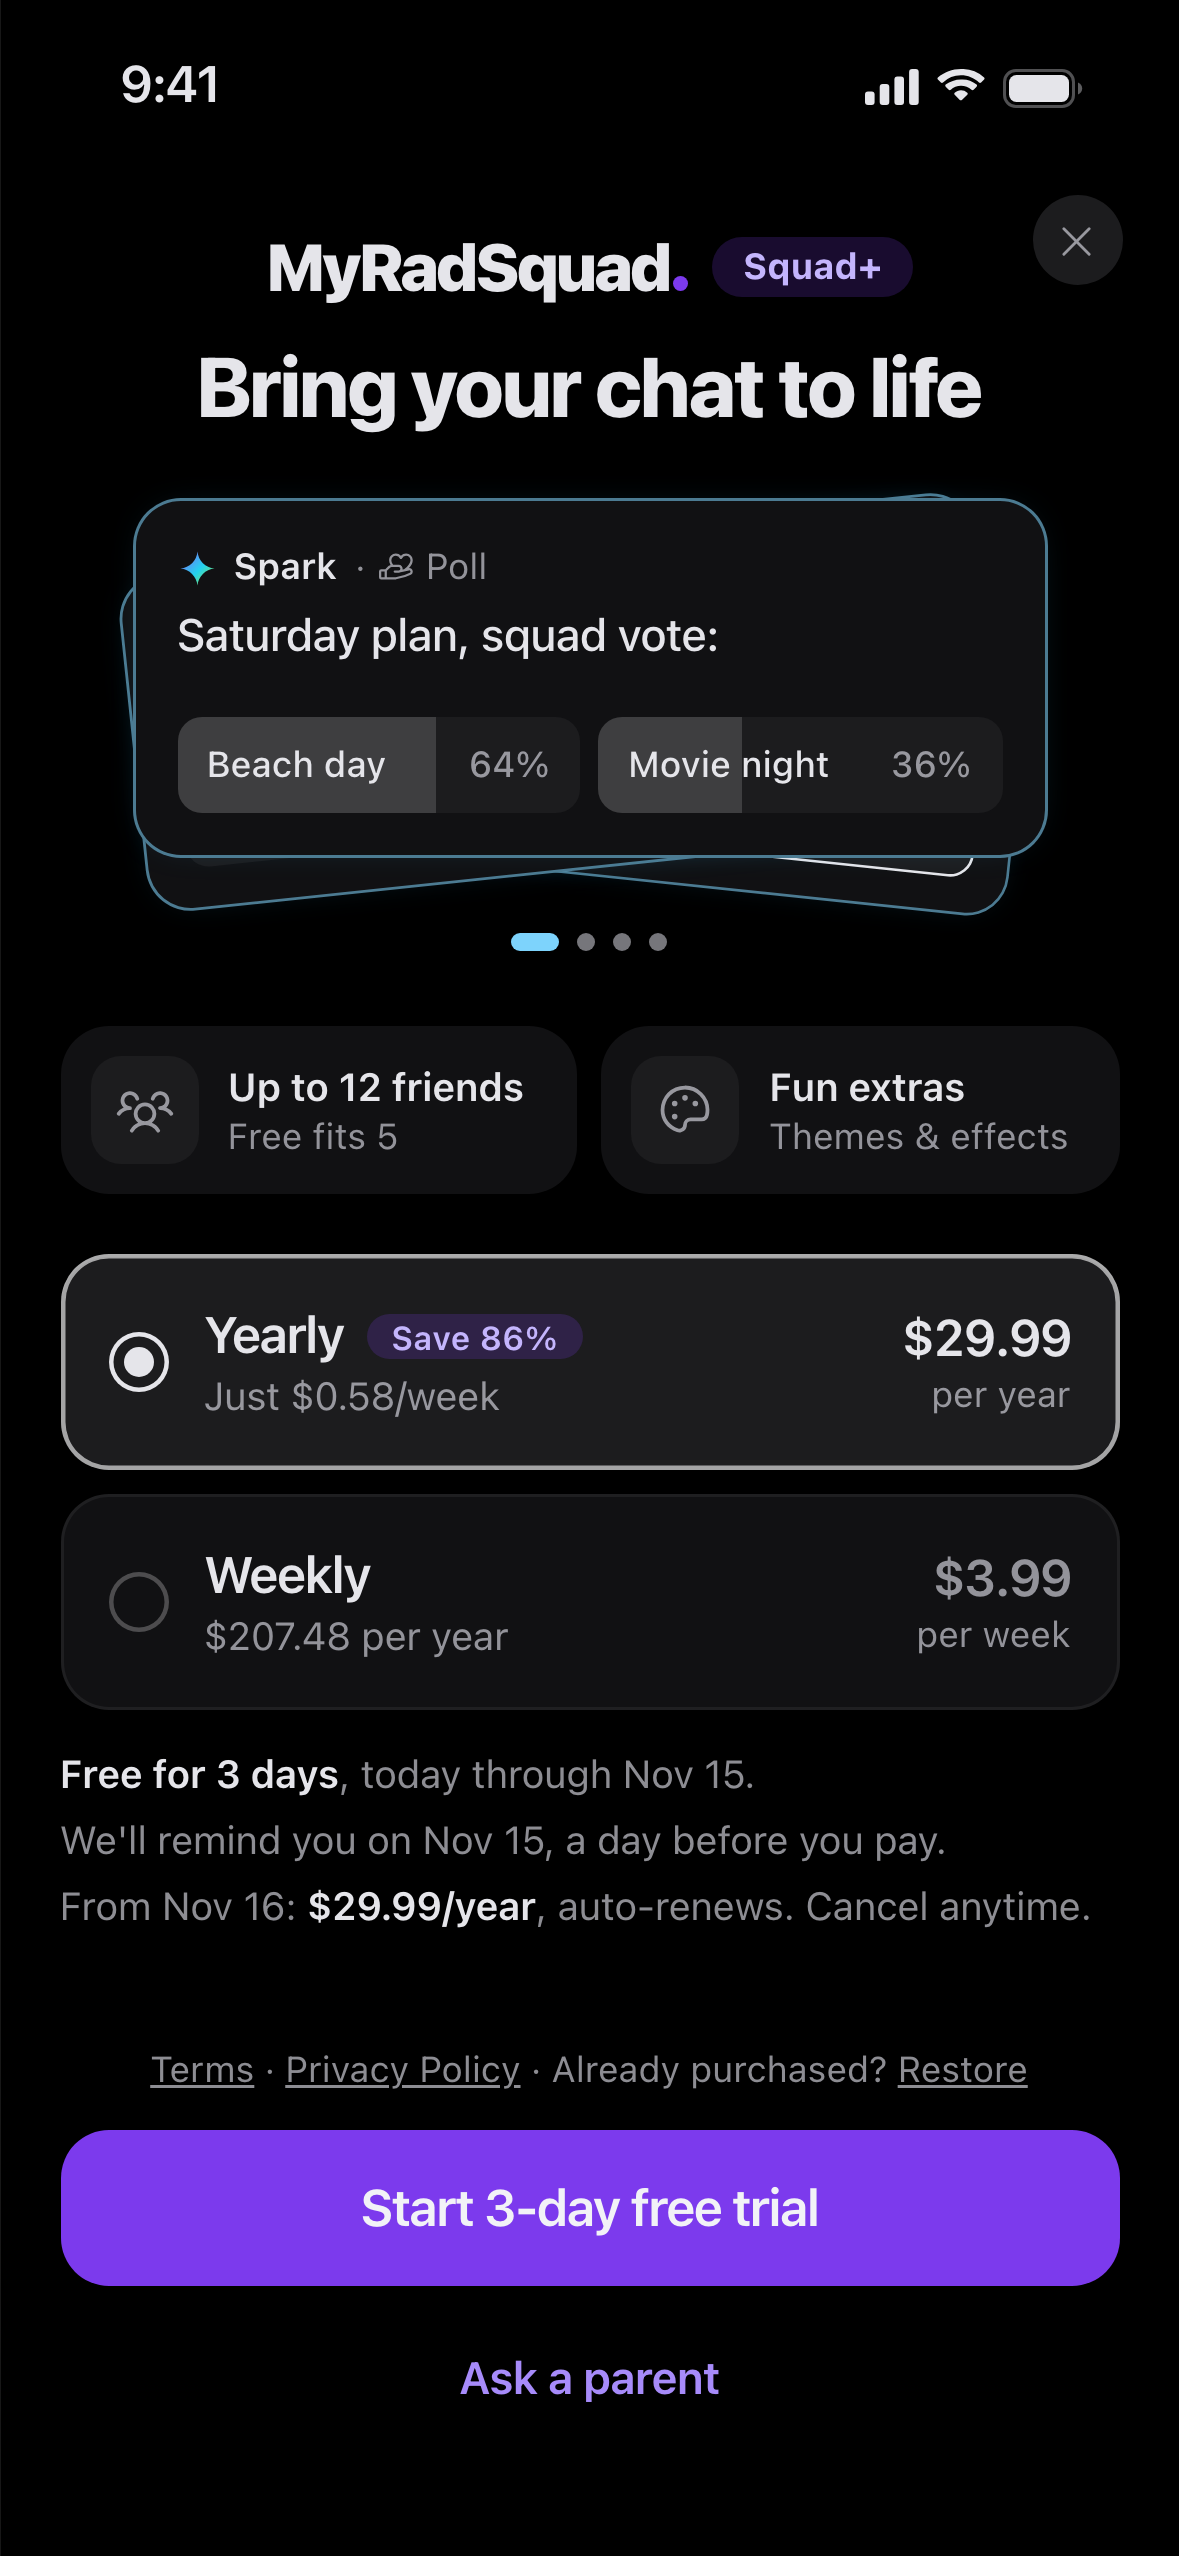 9:41
MyRadSquad. Squad+
Bring your chat to life
Spark · Poll
Saturday plan, squad vote:
Beach day 64% Movie night 36%
Up to 12 friends
Free fits 5
Fun extras
Themes & effects
Yearly Save 86% $29.99
Just $0.58/week per year
Weekly $3.99
$207.48 per year per week
Free for 3 days, today through Nov 15.
We'll remind you on Nov 15, a day before you pay.
From Nov 16: $29.99/year, auto-renews. Cancel anytime.
Terms · Privacy Policy · Already purchased? Restore
Start 3-day free trial
Ask a parent